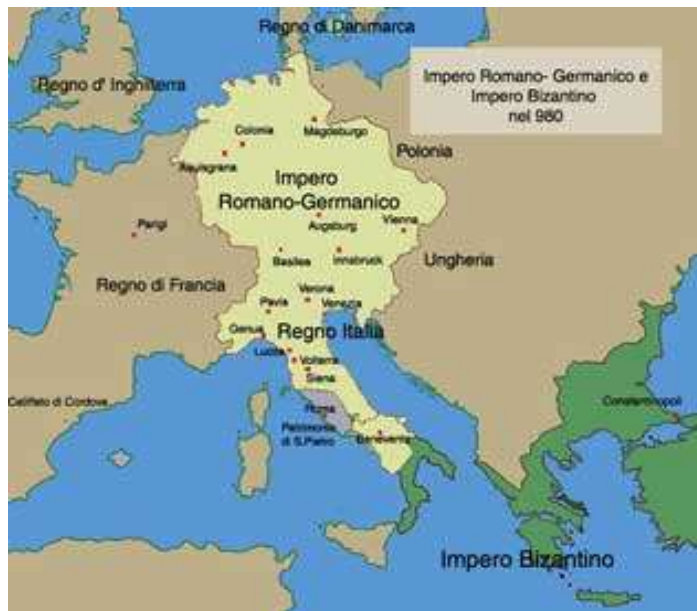 Regno di Danimarca
Impero Romano- Germanico e
Impero Bizantino
nel 980
Regno d' Inghilterra
Colonia
Magdeburgo
Polonia
Impero
Romano-Germanico
Parigi
Augsburg
Vienna
Basilea
Innsbruck
Ungheria
Regno di Francia
Verona
Pavia
Venezia
Genua
Regno Italia
Lucca
Volterra
Siena
Califfato di Cordova
Roma
Patrimonio
di S.Pietro
Benevento
Constantinopoli
Impero Bizantino